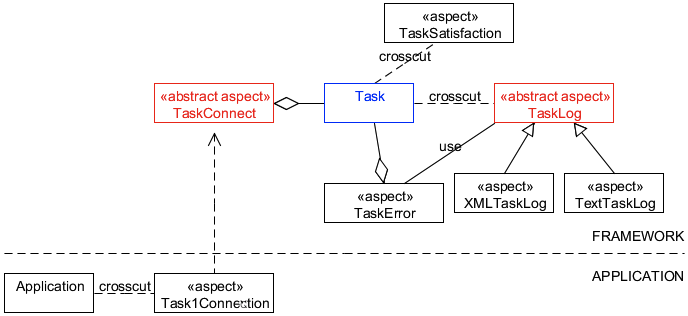 «aspect»
TaskSatisfaction
crosscut
«abstract aspect»
TaskConnect
Task
crosscut
«abstract aspect»
TaskLog
use
«aspect»
TaskError
«aspect»
XMLTaskLog
«aspect»
TextTaskLog
FRAMEWORK
APPLICATION
Application
crosscut
«aspect»
Task1Connection